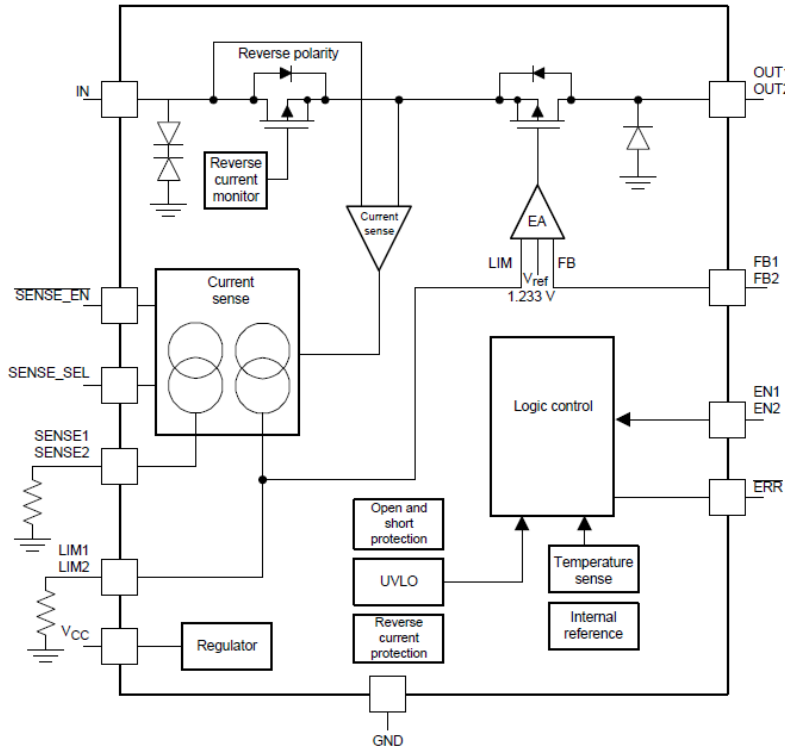 Reverse polarity
IN
OUT1
OUT2
Reverse
current
monitor
Current
sense
EA
LIM
FB
Vref
1.233 V
FB1
FB2
Current
sense
SENSE_EN
SENSE_SEL
SENSE1
SENSE2
Logic control
EN1
EN2
ERR
Open and
short
protection
UVLO
Reverse
current
protection
Temperature
sense
Internal
reference
LIM1
LIM2
VCC
Regulator
GND